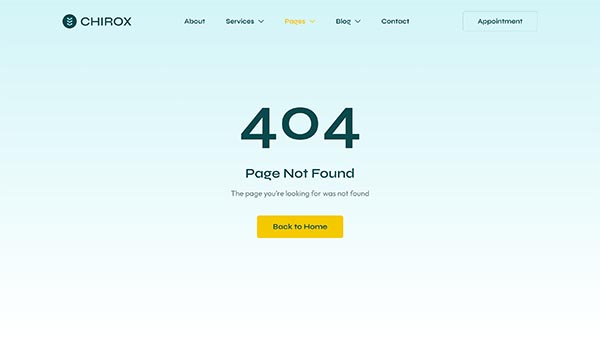 CHIROX
About Services Pages Blog Contact
Appointment
404
Page Not Found
The page you're looking for was not found
Back to Home